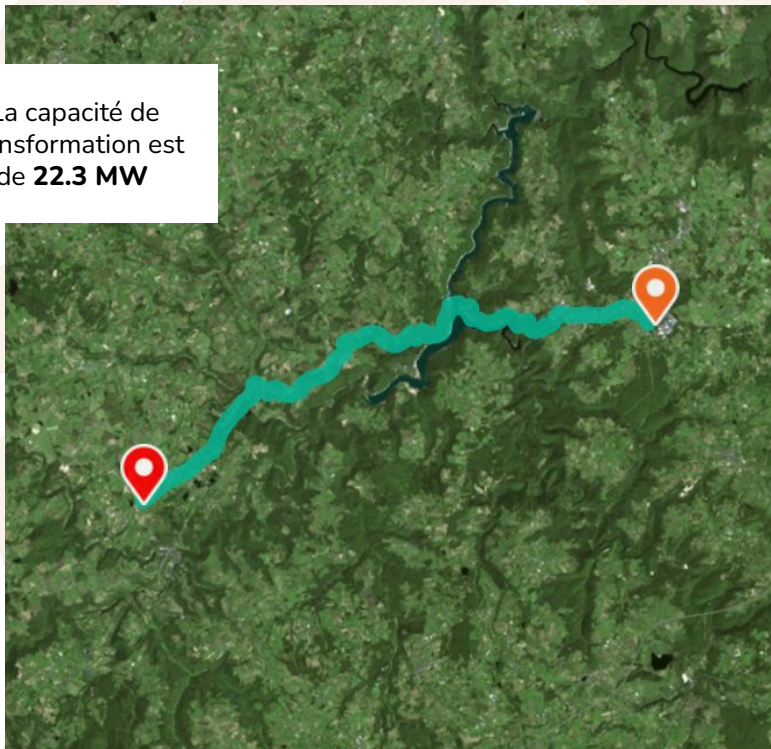 La capacité de
nsformation est
de 22.3 MW